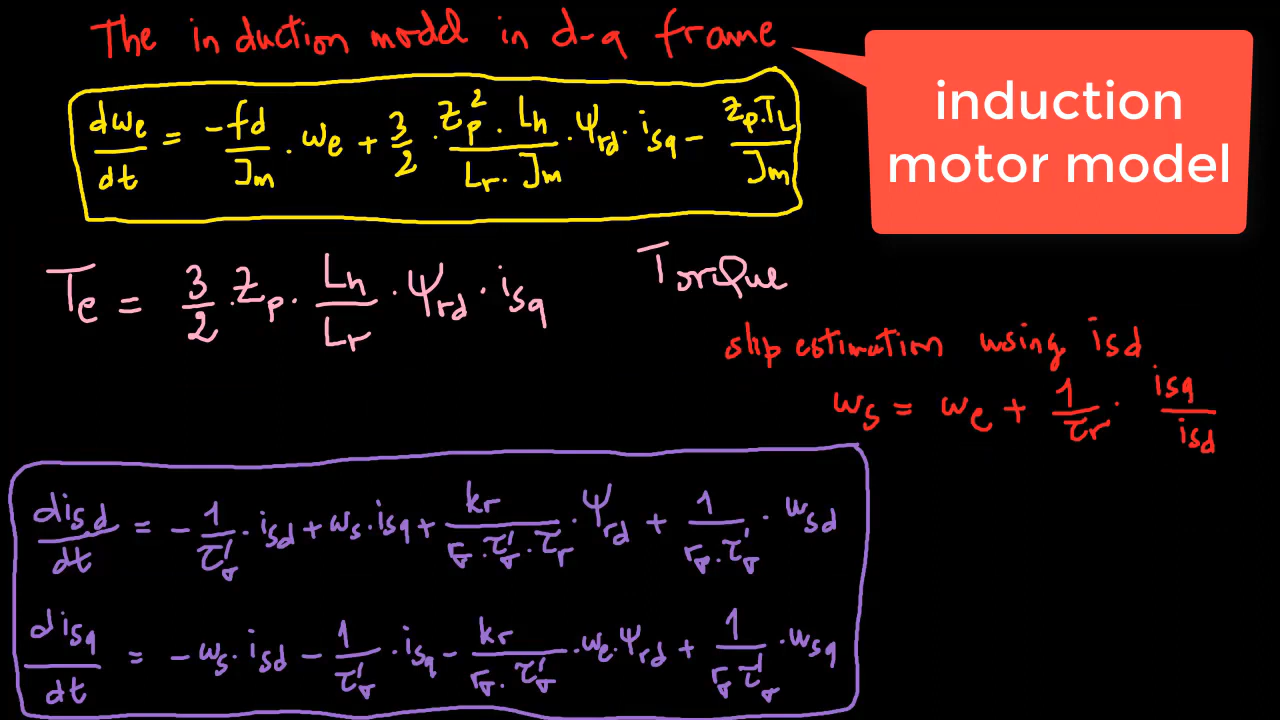 The induction model in d-q frame
induction
motor model
dωe/dt = -fd/Jm · ωe + 3/2 · Zp² · Lh/Lr · Jm · Ψrd · isq - Zp.TL/Jm
Te = 3/2 · Zp · Lh/Lr · Ψrd · isq
Torque
slip estimation using isd
ωs = ωe + 1/τr · isq/isd
disd/dt = - 1/τ'σ · isd + ωs · isq + kr/rσ · τ'σ · τr · Ψrd + 1/rσ · τ'σ · usd
disq/dt = - ωs · isd - 1/τ'σ · isq - kr/rσ · τ'σ · ωe · Ψrd + 1/rσ τ'σ · usq